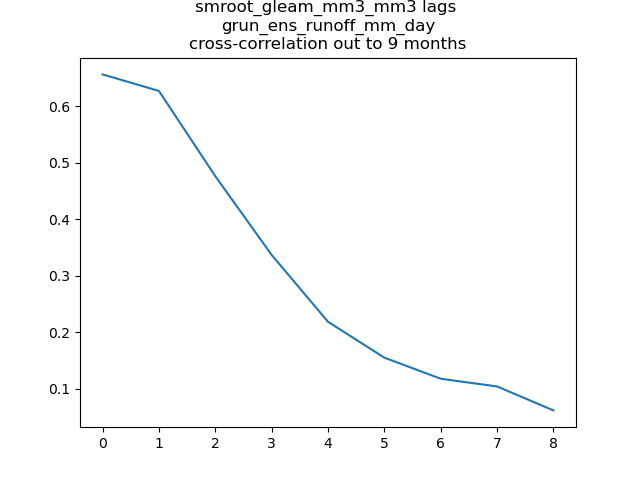 smroot_gleam_mm3_mm3 lags
grun_ens_runoff_mm_day
cross-correlation out to 9 months
0.6
0.5
0.4
0.3
0.2
0.1
0 1 2 3 4 5 6 7 8